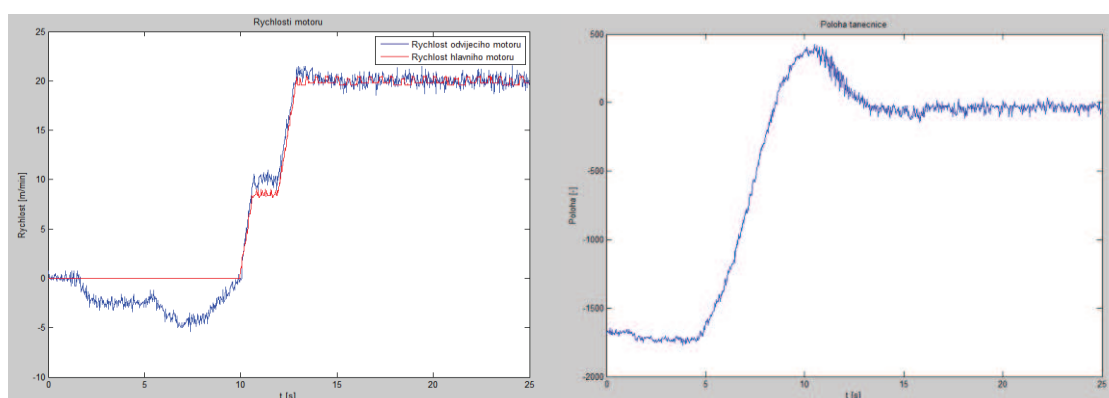 Rychlosti motoru
25
20
15
10
5
0
-5
-10
Rychlost [m/min]
Rychlost odvijeciho motoru
Rychlost hlavniho motoru
0 5 10 15 20 25
t [s]
Poloha tanecnice
500
0
-500
-1000
-1500
-2000
Poloha [-]
0 5 10 15 20 25
t [s]